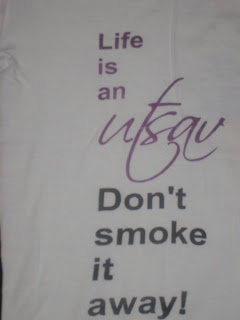 Life
is
an
utsav
Don't
smoke
it
away!